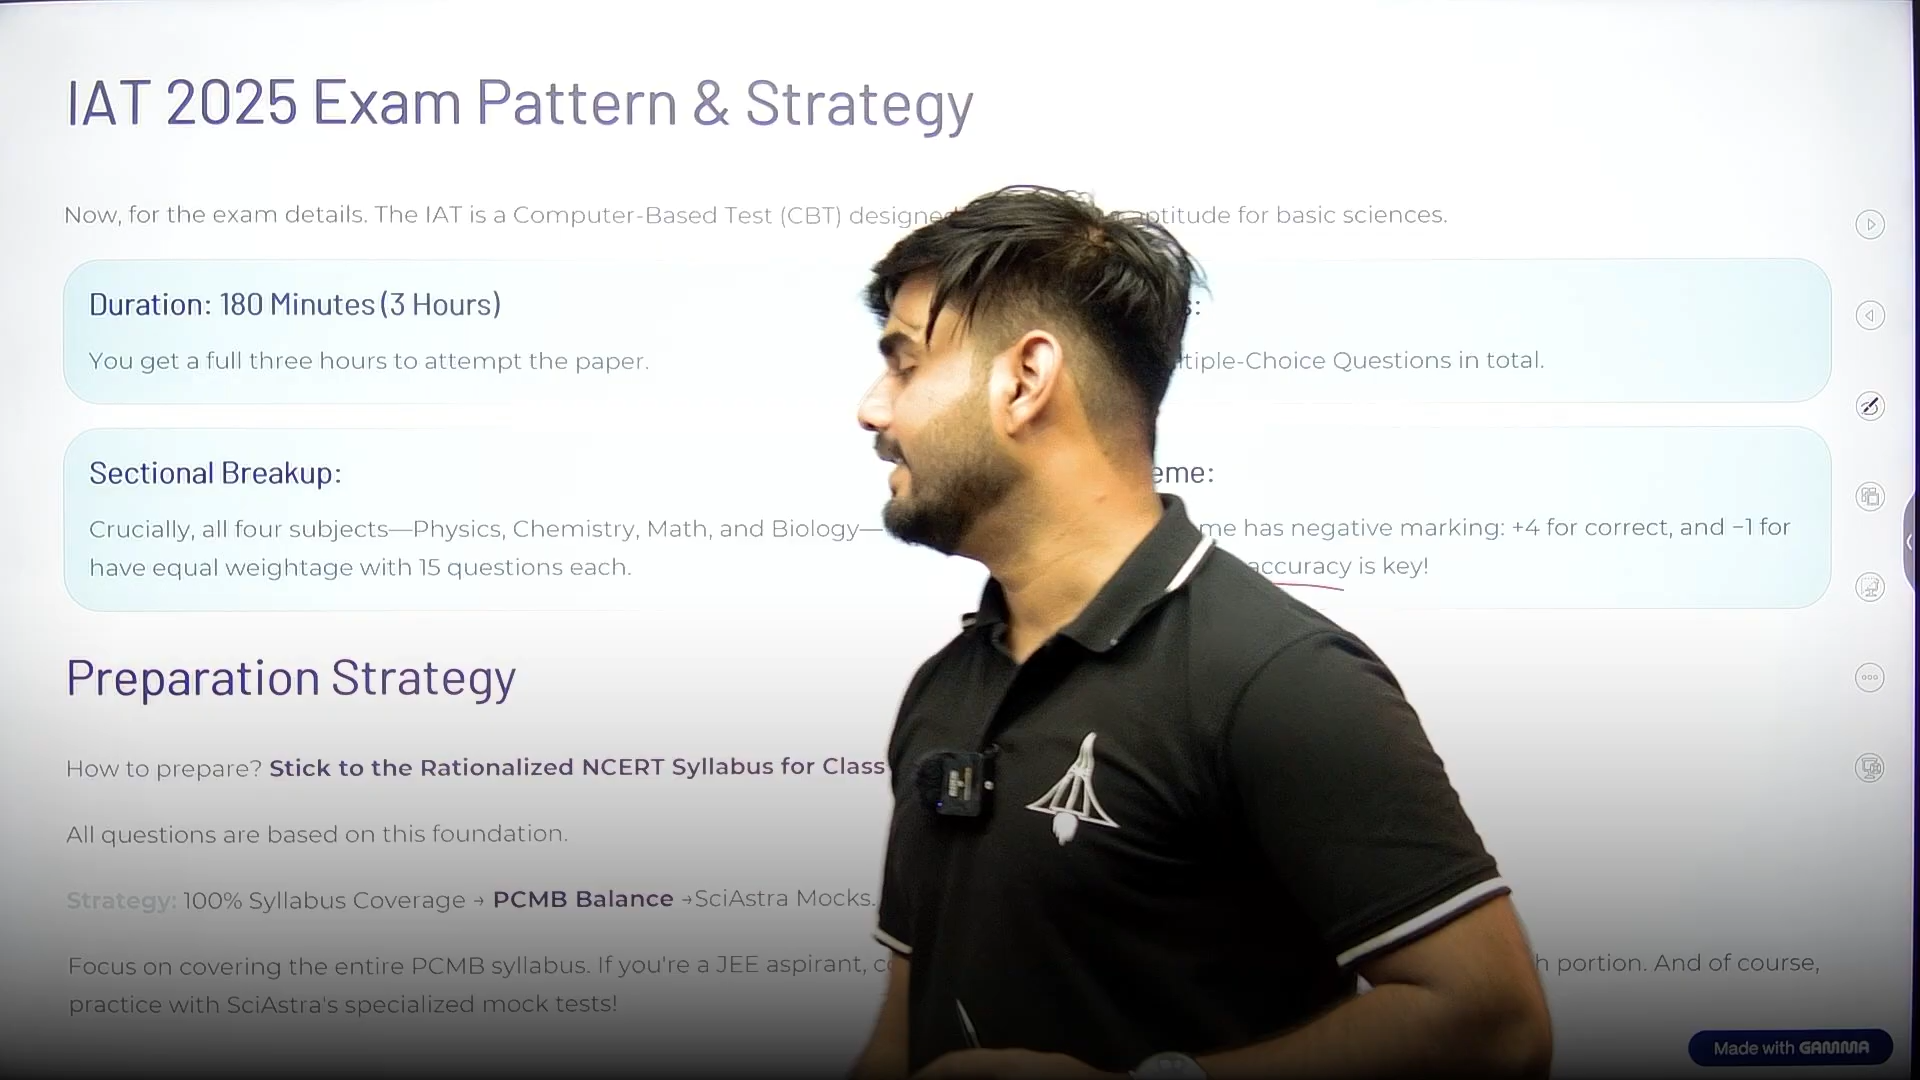 IAT 2025 Exam Pattern & Strategy
Now, for the exam details. The IAT is a Computer-Based Test (CBT) designed aptitude for basic sciences.
Duration: 180 Minutes (3 Hours)
You get a full three hours to attempt the paper.
Multiple-Choice Questions in total.
Sectional Breakup:
Crucially, all four subjects—Physics, Chemistry, Math, and Biology—
have equal weightage with 15 questions each.
eme:
me has negative marking: +4 for correct, and −1 for
accuracy is key!
Preparation Strategy
How to prepare? Stick to the Rationalized NCERT Syllabus for Class
All questions are based on this foundation.
Strategy: 100% Syllabus Coverage → PCMB Balance → SciAstra Mocks.
Focus on covering the entire PCMB syllabus. If you're a JEE aspirant, portion. And of course,
practice with SciAstra's specialized mock tests!
Made with GAMMA